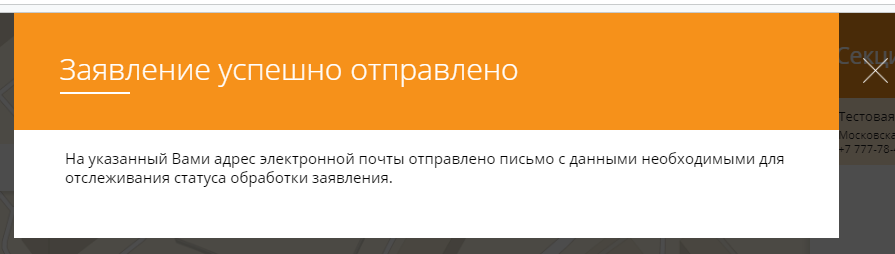 Заявление успешно отправлено
На указанный Вами адрес электронной почты отправлено письмо с данными необходимыми для
отслеживания статуса обработки заявления.
Секци
Тестовая
Московска
+7 777-78-